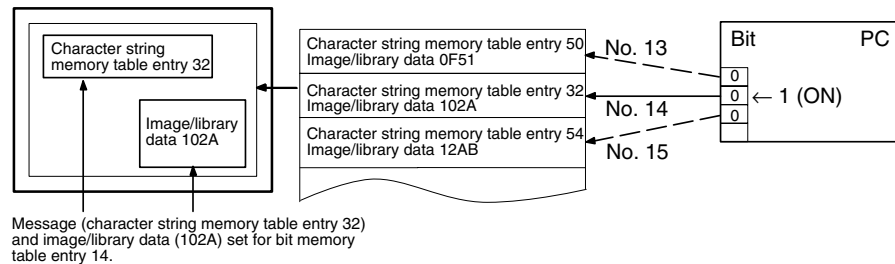 Character string
memory table entry 32
Image/library
data 102A
Message (character string memory table entry 32)
and image/library data (102A) set for bit memory
table entry 14.
Character string memory table entry 50
Image/library data 0F51
Character string memory table entry 32
Image/library data 102A
Character string memory table entry 54
Image/library data 12AB
No. 13
No. 14
No. 15
Bit PC
0
0
0
← 1 (ON)